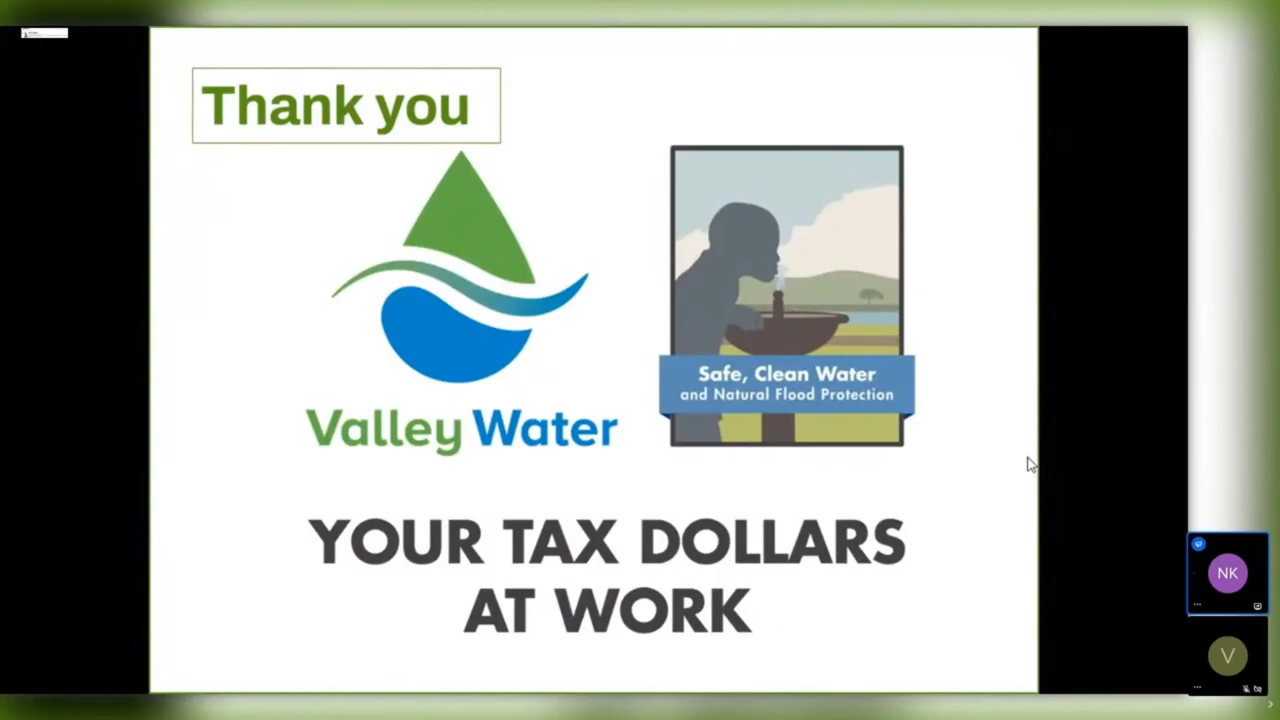 Thank you
Valley Water
Safe, Clean Water
and Natural Flood Protection
YOUR TAX DOLLARS
AT WORK
NK
V